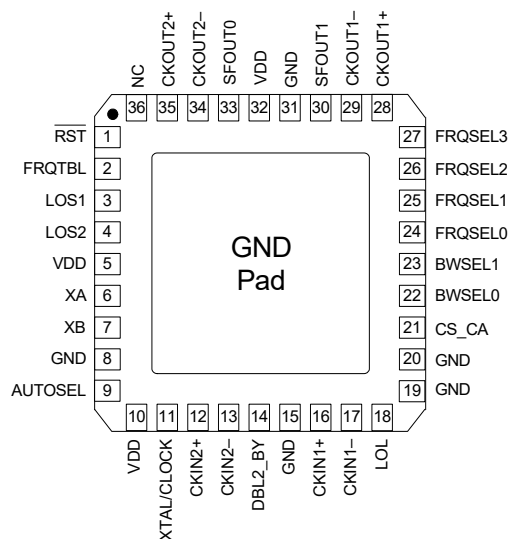 NC
CKOUT2+
CKOUT2–
SFOUT0
VDD
GND
SFOUT1
CKOUT1–
CKOUT1+
36 35 34 33 32 31 30 29 28
RST 1
FRQTBL 2
LOS1 3
LOS2 4
VDD 5
XA 6
XB 7
GND 8
AUTOSEL 9
GND
Pad
27 FRQSEL3
26 FRQSEL2
25 FRQSEL1
24 FRQSEL0
23 BWSEL1
22 BWSEL0
21 CS_CA
20 GND
19 GND
10 11 12 13 14 15 16 17 18
VDD
XTAL/CLOCK
CKIN2+
CKIN2–
DBL2_BY
GND
CKIN1+
CKIN1–
LOL